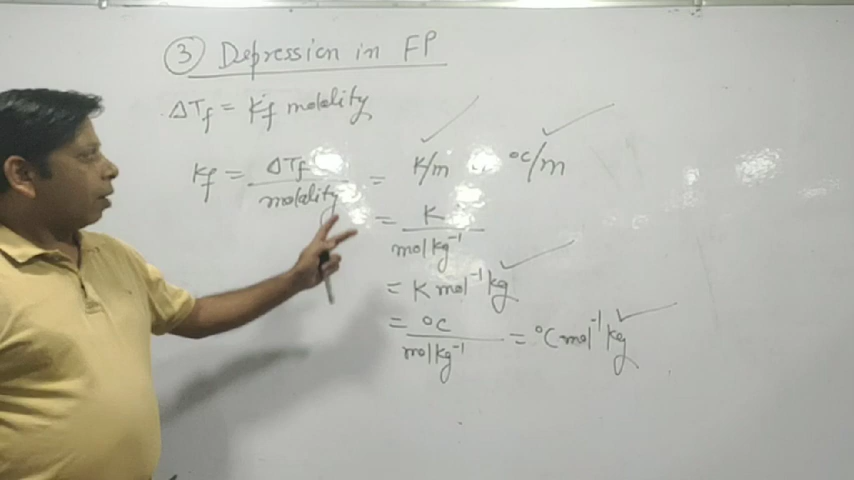 ③ Depression in FP
ΔTf = Kf molality
Kf = ΔTf / molality = K/m or °C/m
= K / mol kg⁻¹
= K mol⁻¹ kg
= °C / mol kg⁻¹ = °C mol⁻¹ kg